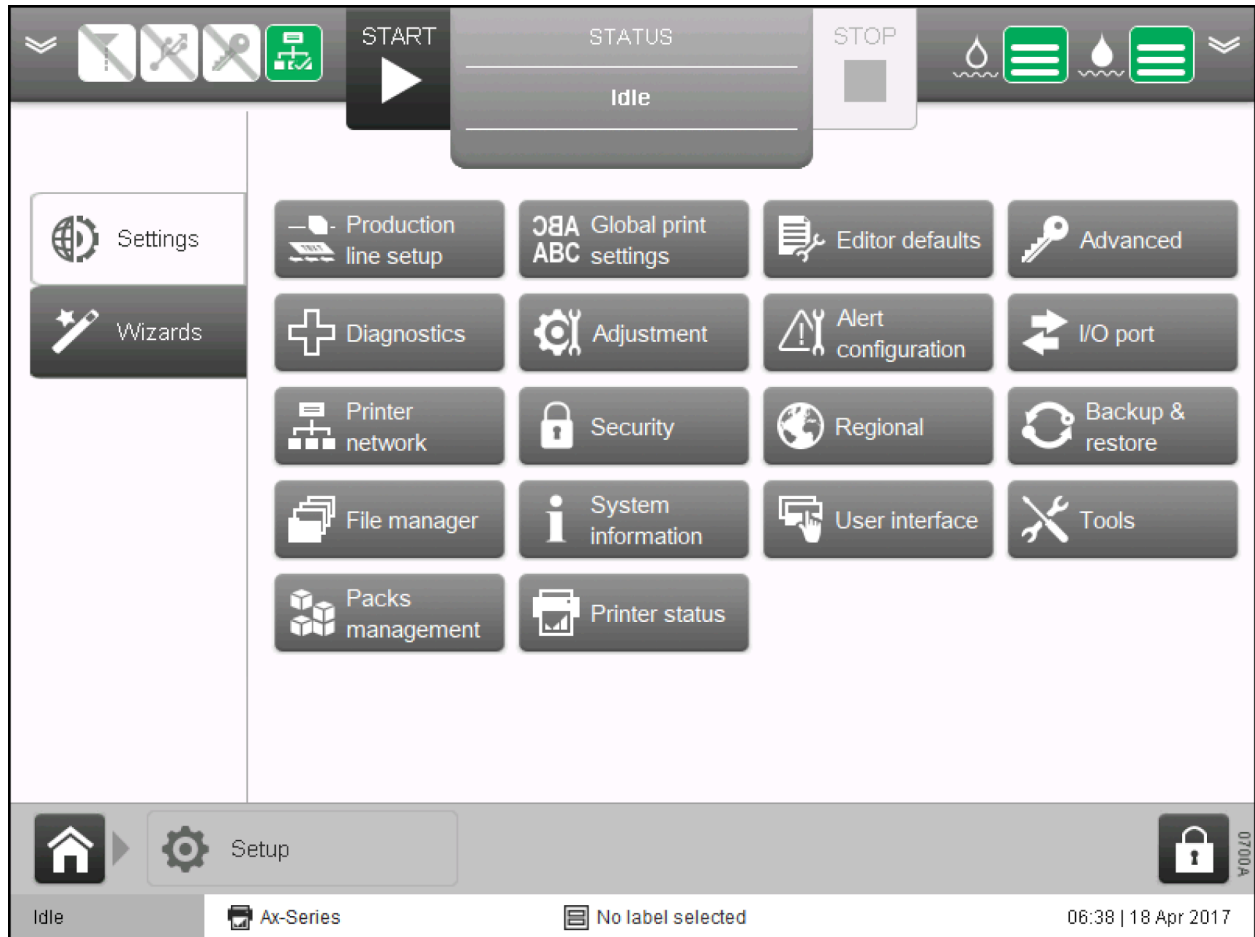 START
STATUS
STOP
Idle
Settings
Wizards
Production
line setup
ABC
ABC
Global print
settings
Editor defaults
Advanced
Diagnostics
Adjustment
Alert
configuration
I/O port
Printer
network
Security
Regional
Backup &
restore
File manager
System
information
User interface
Tools
Packs
management
Printer status
Setup
0700A
Idle
Ax-Series
No label selected
06:38 | 18 Apr 2017